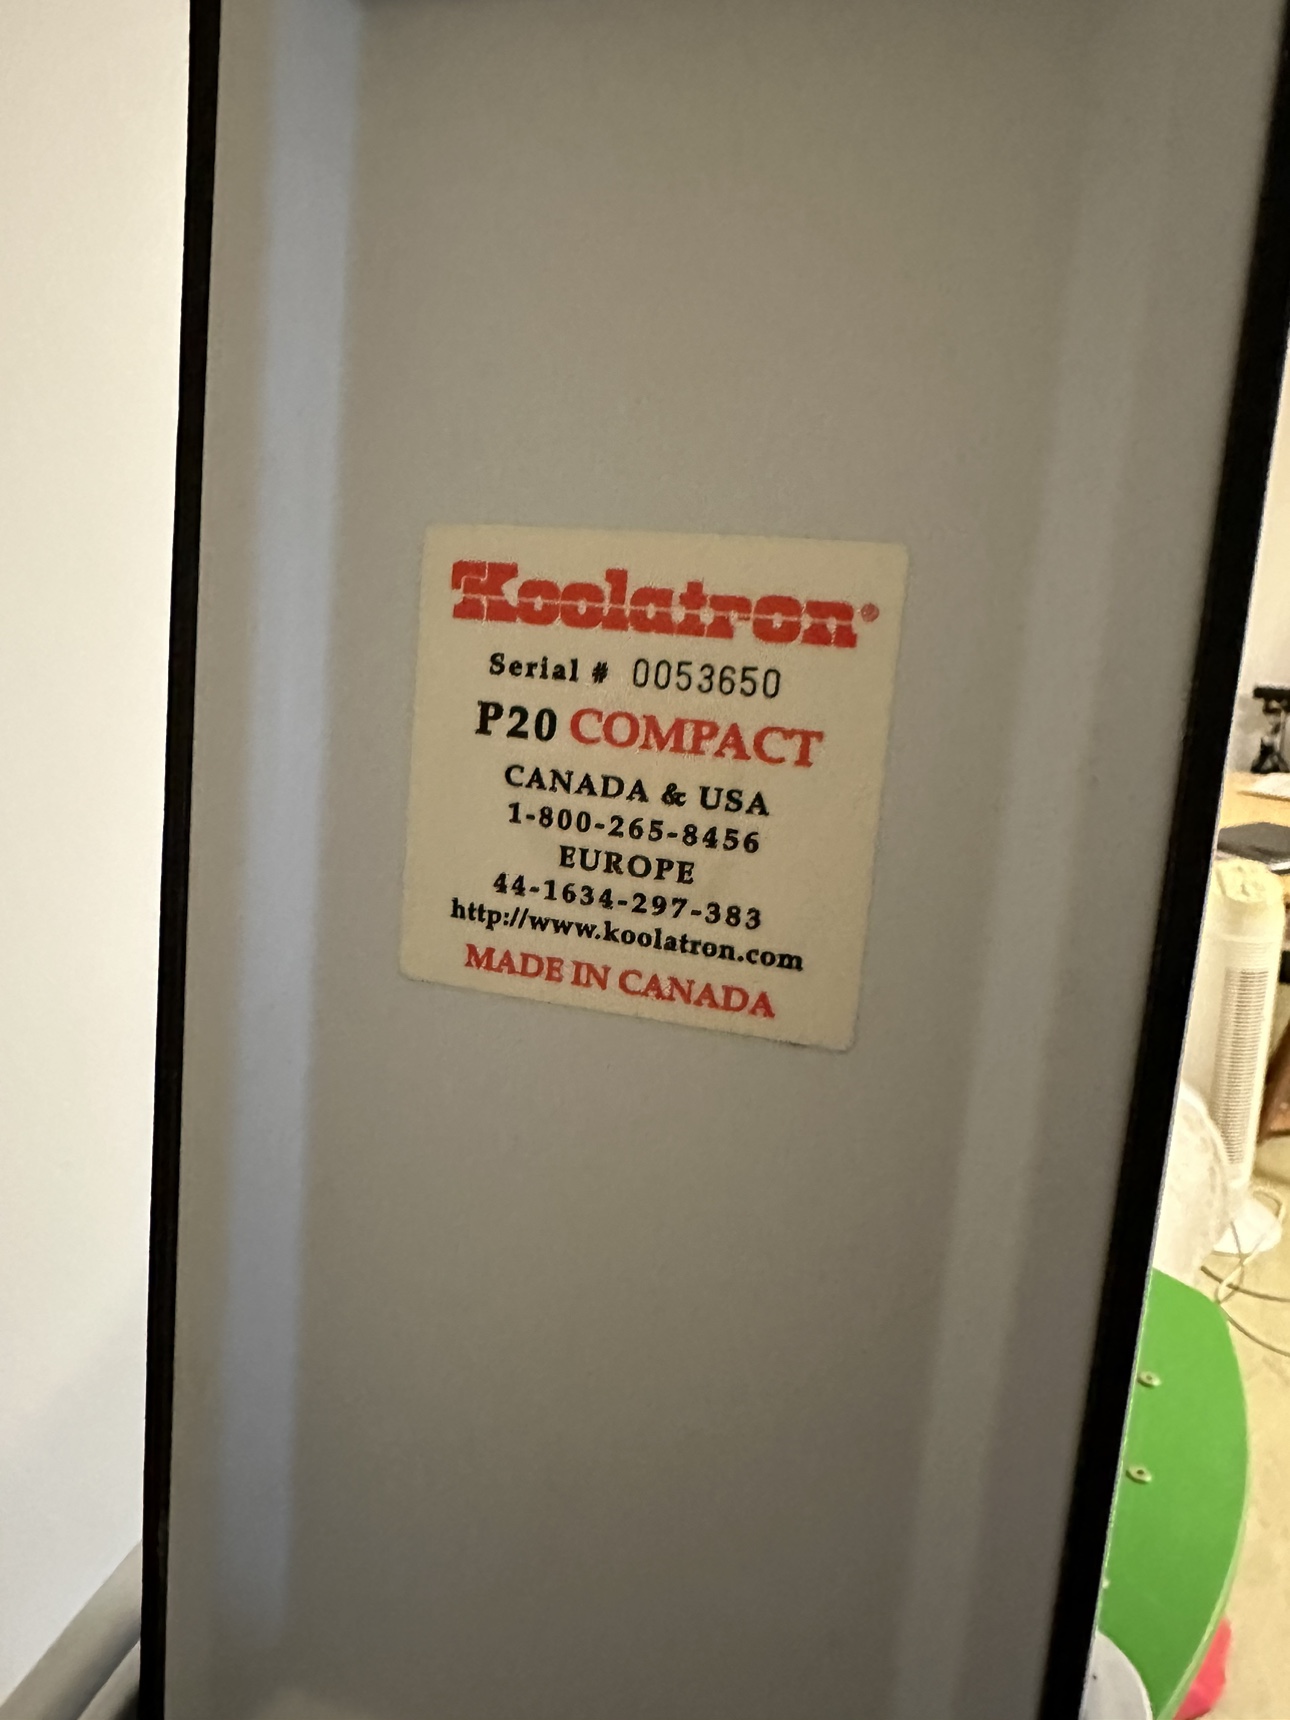 Koolatron®
Serial # 0053650
P20 COMPACT
CANADA & USA
1-800-265-8456
EUROPE
44-1634-297-383
http://www.koolatron.com
MADE IN CANADA